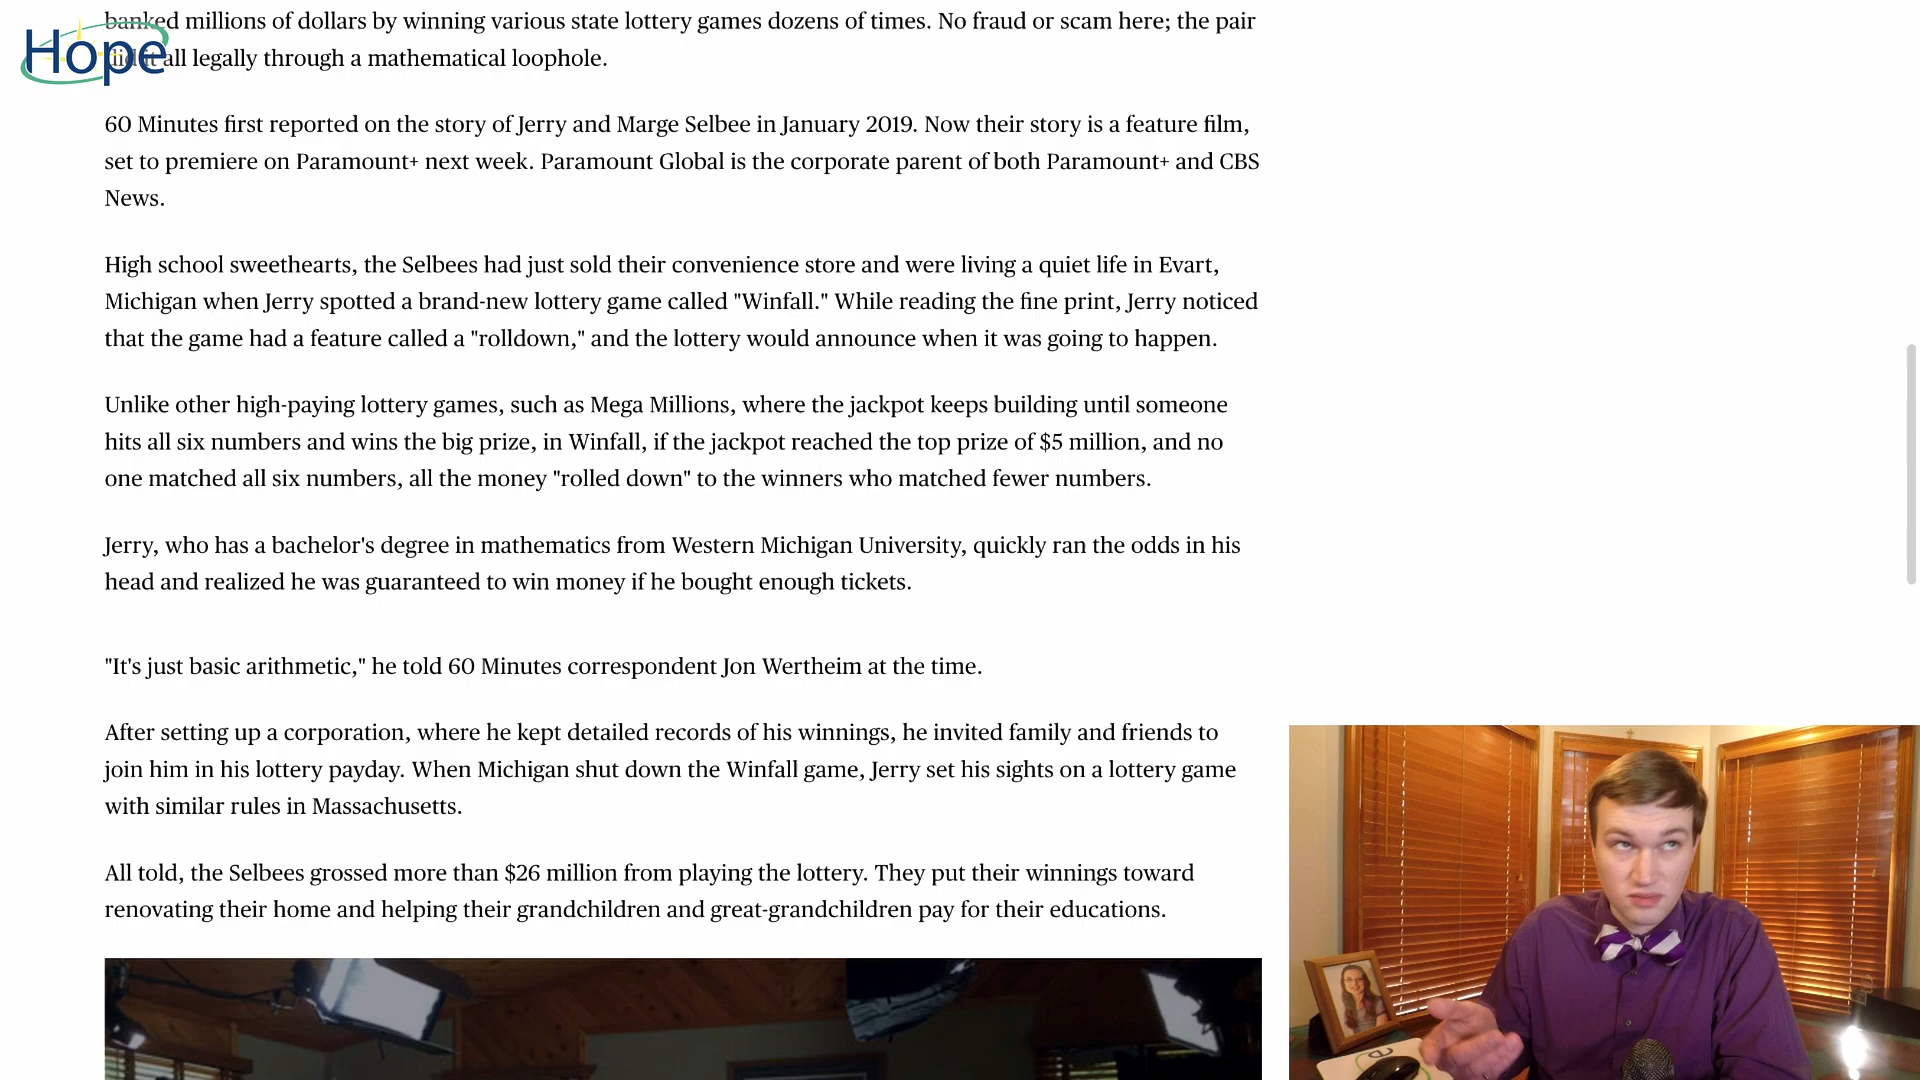 banked millions of dollars by winning various state lottery games dozens of times. No fraud or scam here; the pair
Hope
did it all legally through a mathematical loophole.
60 Minutes first reported on the story of Jerry and Marge Selbee in January 2019. Now their story is a feature film,
set to premiere on Paramount+ next week. Paramount Global is the corporate parent of both Paramount+ and CBS
News.
High school sweethearts, the Selbees had just sold their convenience store and were living a quiet life in Evart,
Michigan when Jerry spotted a brand-new lottery game called "Winfall." While reading the fine print, Jerry noticed
that the game had a feature called a "rolldown," and the lottery would announce when it was going to happen.
Unlike other high-paying lottery games, such as Mega Millions, where the jackpot keeps building until someone
hits all six numbers and wins the big prize, in Winfall, if the jackpot reached the top prize of $5 million, and no
one matched all six numbers, all the money "rolled down" to the winners who matched fewer numbers.
Jerry, who has a bachelor's degree in mathematics from Western Michigan University, quickly ran the odds in his
head and realized he was guaranteed to win money if he bought enough tickets.
"It's just basic arithmetic," he told 60 Minutes correspondent Jon Wertheim at the time.
After setting up a corporation, where he kept detailed records of his winnings, he invited family and friends to
join him in his lottery payday. When Michigan shut down the Winfall game, Jerry set his sights on a lottery game
with similar rules in Massachusetts.
All told, the Selbees grossed more than $26 million from playing the lottery. They put their winnings toward
renovating their home and helping their grandchildren and great-grandchildren pay for their educations.